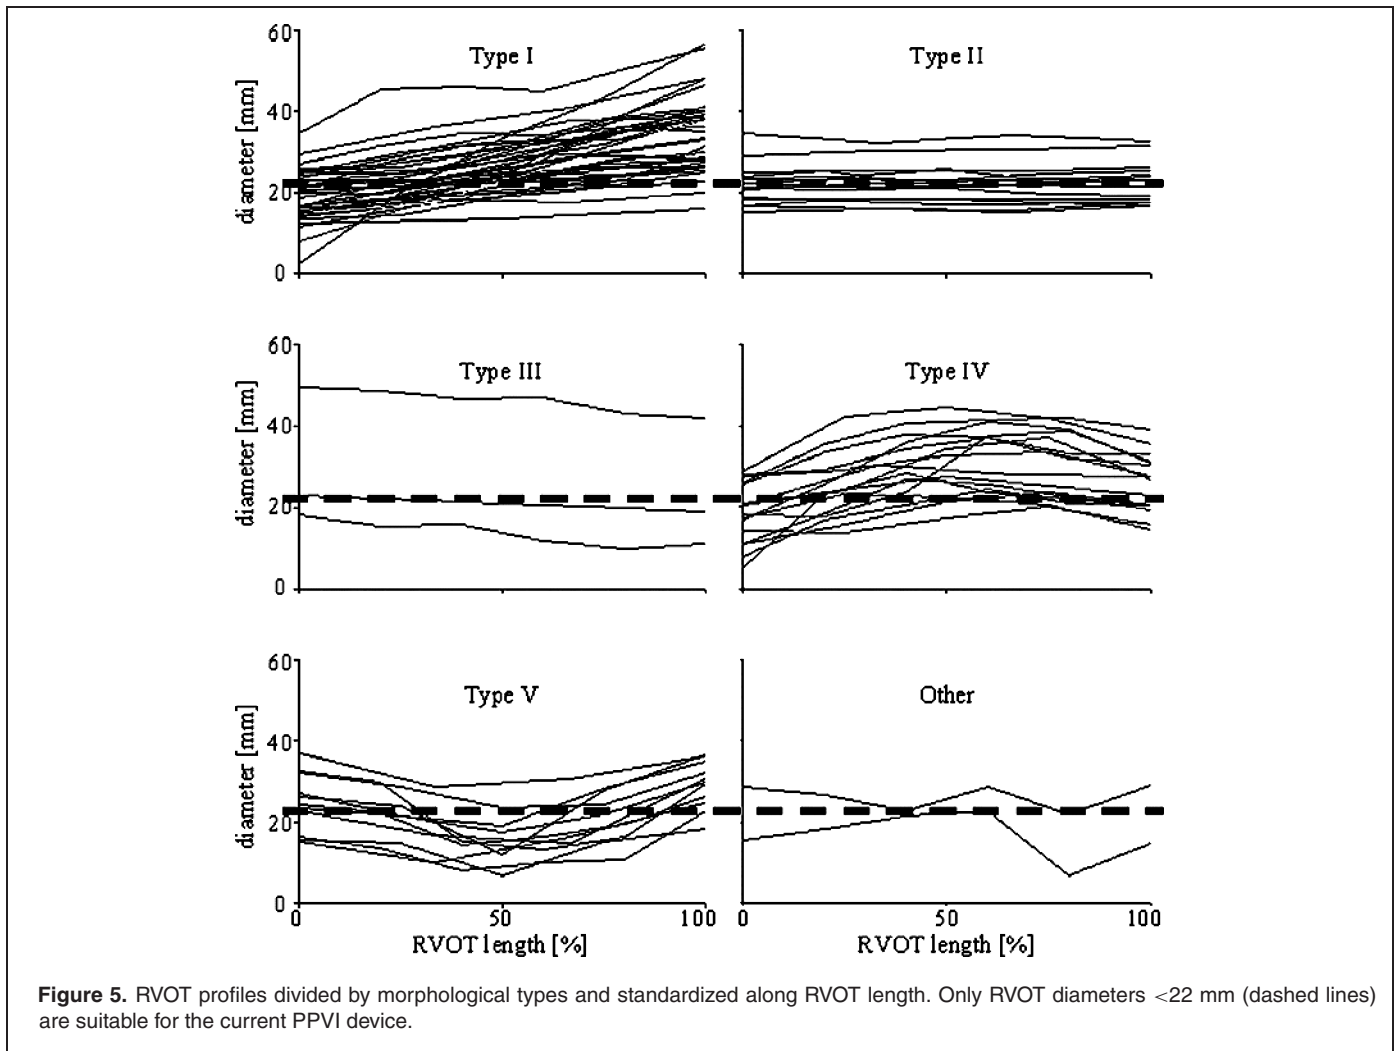 60
Type I
Type II
40
diameter [mm]
20
0
60
Type III
Type IV
40
diameter [mm]
20
0
60
Type V
Other
40
diameter [mm]
20
0
0 50 100 0 50 100
RVOT length [%] RVOT length [%]
Figure 5. RVOT profiles divided by morphological types and standardized along RVOT length. Only RVOT diameters <22 mm (dashed lines)
are suitable for the current PPVI device.